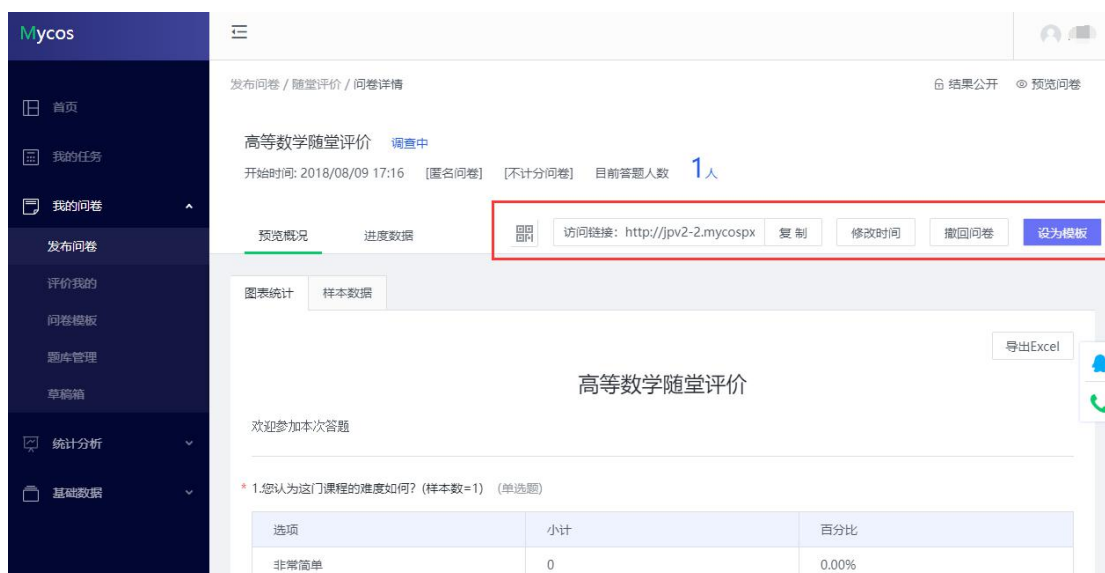 Mycos
发布问卷 / 随堂评价 / 问卷详情
结果公开 预览问卷
首页
我的任务
我的问卷
发布问卷
评价我的
问卷模板
题库管理
草稿箱
统计分析
基础数据
高等数学随堂评价 调查中
开始时间: 2018/08/09 17:16 [匿名问卷] [不计分问卷] 目前答题人数 1人
预览概况 进度数据 访问链接：http://jpv2-2.mycospx 复制 修改时间 撤回问卷 设为模板
图表统计 样本数据
导出Excel
高等数学随堂评价
欢迎参加本次答题
* 1.您认为这门课程的难度如何? (样本数=1) (单选题)
选项 小计 百分比
非常简单 0 0.00%